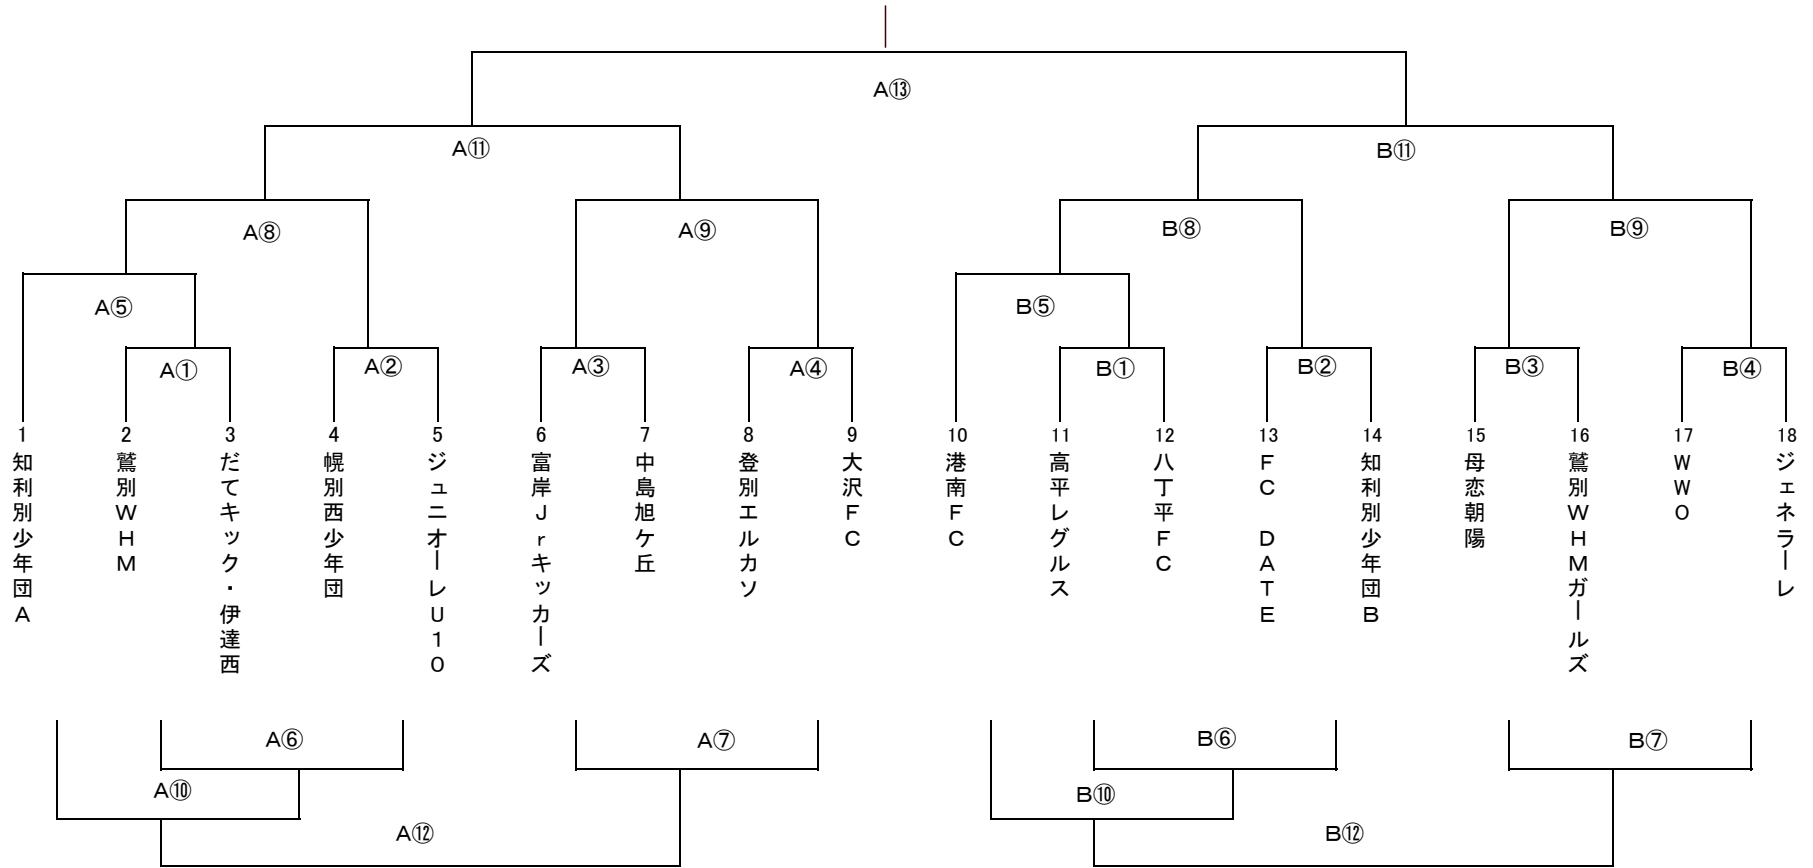 A⑬
A⑪
B⑪
A⑧
A⑨
B⑧
B⑨
A⑤
B⑤
A①
A②
A③
A④
B①
B②
B③
B④
1
知利別少年団A
2
鷲別WHM
3
だてキック・伊達西
4
幌別西少年団
5
ジュニオーレU10
6
富岸Jrキッカーズ
7
中島旭ケ丘
8
登別エルカソ
9
大沢FC
10
港南FC
11
高平レグルス
12
八丁平FC
13
FC DATE
14
知利別少年団B
15
母恋朝陽
16
鷲別WHMガールズ
17
WWO
18
ジェネラーレ
A⑥
A⑦
B⑥
B⑦
A⑩
B⑩
A⑫
B⑫